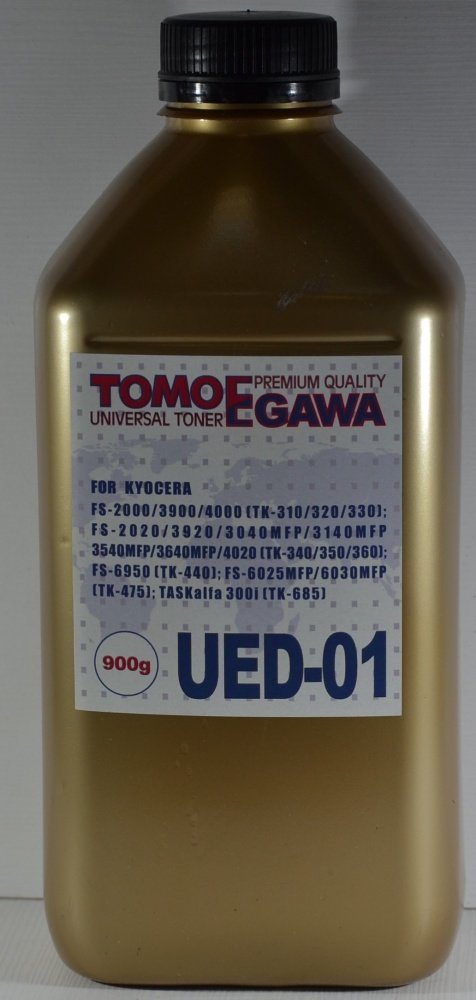 TOMOEGAWA
PREMIUM QUALITY
UNIVERSAL TONER
FOR KYOCERA
FS-2000/3900/4000 (TK-310/320/330);
FS-2020/3920/3040MFP/3140MFP
3540MFP/3640MFP/4020 (TK-340/350/360);
FS-6950 (TK-440); FS-6025MFP/6030MFP
(TK-475); TASKalfa 300i (TK-685)
900g
UED-01